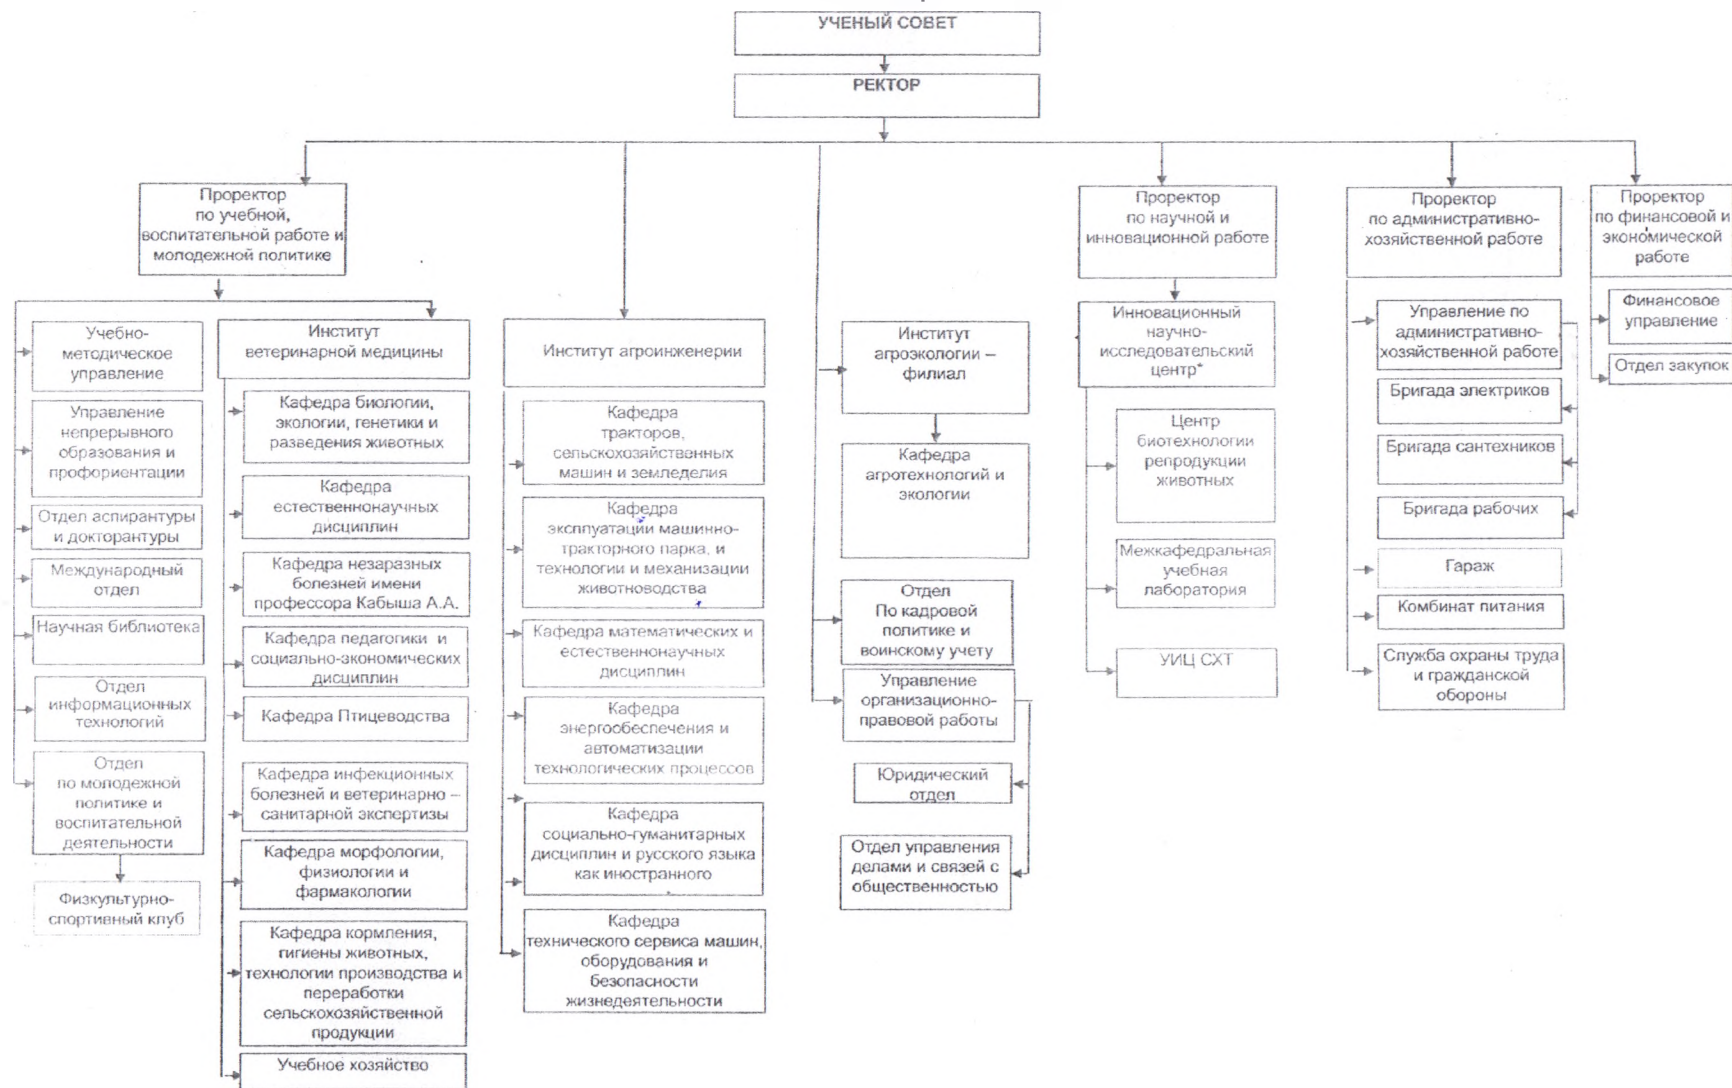 УЧЕНЫЙ СОВЕТ
РЕКТОР
Проректор
по учебной,
воспитательной работе и
молодежной политике
Учебно-
методическое
управление
Управление
непрерывного
образования и
профориентации
Отдел аспирантуры
и докторантуры
Международный
отдел
Научная библиотека
Отдел
информационных
технологий
Отдел
по молодежной
политике и
воспитательной
деятельности
Физкультурно-
спортивный клуб
Институт
ветеринарной медицины
Кафедра биологии,
экологии, генетики и
разведения животных
Кафедра
естественнонаучных
дисциплин
Кафедра незаразных
болезней имени
профессора Кабыша А.А.
Кафедра педагогики и
социально-экономических
дисциплин
Кафедра Птицеводства
Кафедра инфекционных
болезней и ветеринарно –
санитарной экспертизы
Кафедра морфологии,
физиологии и
фармакологии
Кафедра кормления,
гигиены животных,
технологии производства и
переработки
сельскохозяйственной
продукции
Учебное хозяйство
Институт агроинженерии
Кафедра
тракторов,
сельскохозяйственных
машин и земледелия
Кафедра
эксплуатации машинно-
тракторного парка, и
технологии и механизации
животноводства
Кафедра математических и
естественнонаучных
дисциплин
Кафедра
энергообеспечения и
автоматизации
технологических процессов
Кафедра
социально-гуманитарных
дисциплин и русского языка
как иностранного
Кафедра
технического сервиса машин,
оборудования и
безопасности
жизнедеятельности
Институт
агроэкологии –
филиал
Кафедра
агротехнологий и
экологии
Отдел
По кадровой
политике и
воинскому учету
Управление
организационно-
правовой работы
Юридический
отдел
Отдел управления
делами и связей с
общественностью
Проректор
по научной и
инновационной работе
Инновационный
научно-
исследовательский
центр*
Центр
биотехнологии
репродукции
животных
Межкафедральная
учебная
лаборатория
УИЦ СХТ
Проректор
по административно-
хозяйственной работе
Управление по
административно-
хозяйственной работе
Бригада электриков
Бригада сантехников
Бригада рабочих
Гараж
Комбинат питания
Служба охраны труда
и гражданской
обороны
Проректор
по финансовой и
экономической
работе
Финансовое
управление
Отдел закупок